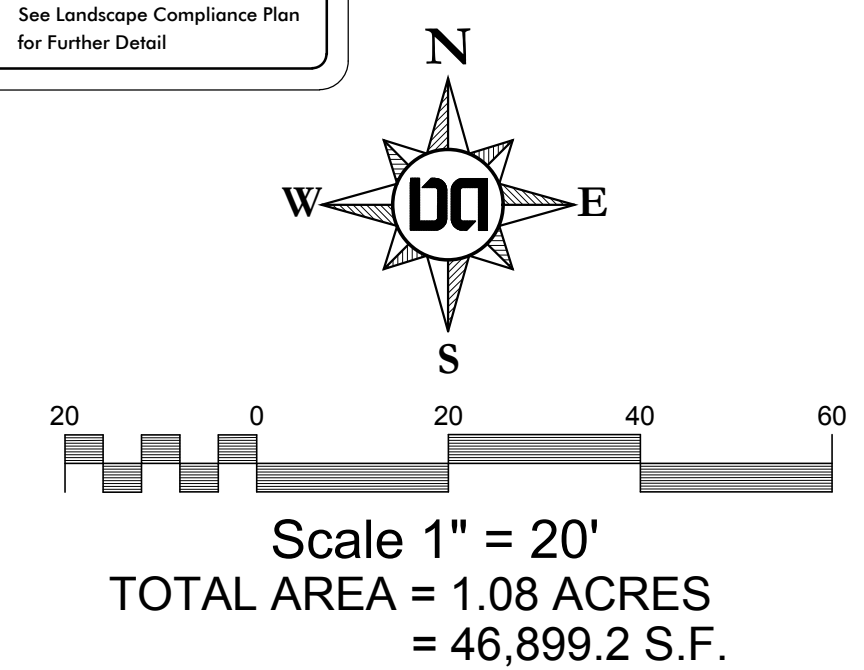 See Landscape Compliance Plan
for Further Detail
N
W E
S
20 0 20 40 60
Scale 1" = 20'
TOTAL AREA = 1.08 ACRES
= 46,899.2 S.F.